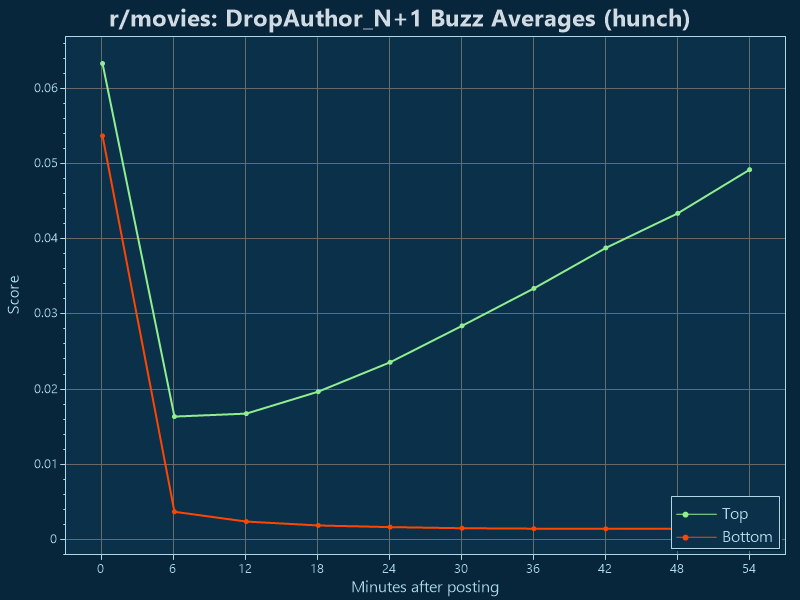 r/movies: DropAuthor_N+1 Buzz Averages (hunch)
Score
0.06
0.05
0.04
0.03
0.02
0.01
0
0 6 12 18 24 30 36 42 48 54
Minutes after posting
Top
Bottom